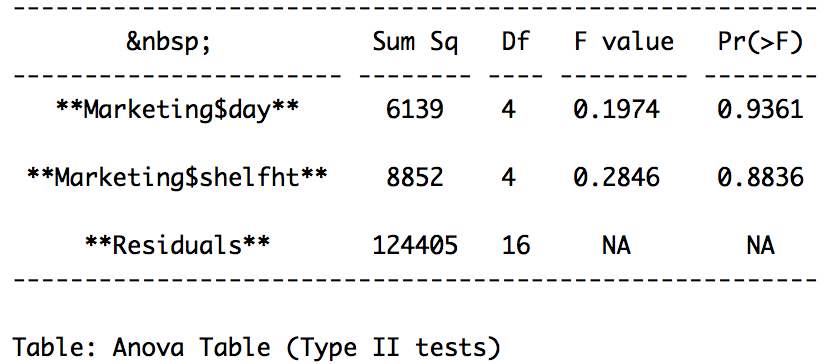 ------------------------------------------------------------
&nbsp; Sum Sq Df F value Pr(>F)
----------------------- -------- ---- --------- --------
**Marketing$day** 6139 4 0.1974 0.9361
**Marketing$shelfht** 8852 4 0.2846 0.8836
**Residuals** 124405 16 NA NA
------------------------------------------------------------
Table: Anova Table (Type II tests)